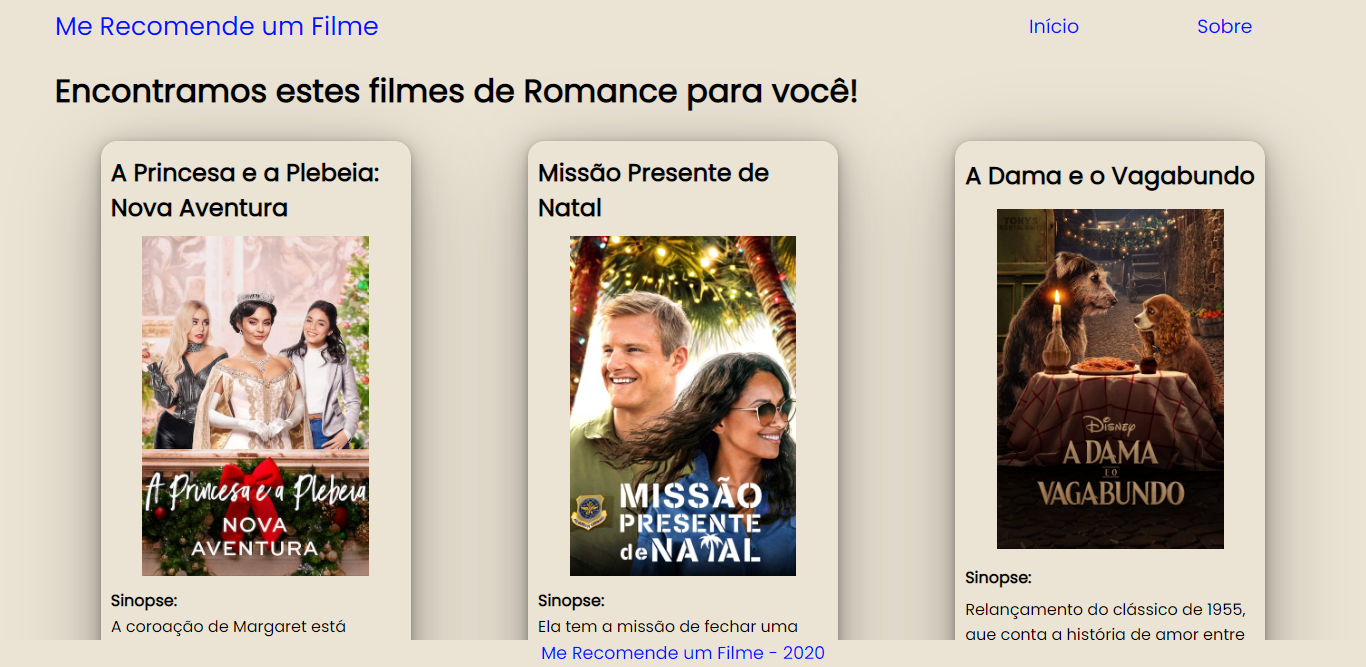 Me Recomende um Filme
Início
Sobre
Encontramos estes filmes de Romance para você!
A Princesa e a Plebeia:
Nova Aventura
A Princesa e a Plebeia
NOVA
AVENTURA
Sinopse:
A coroação de Margaret está
Missão Presente de
Natal
MISSÃO
PRESENTE
de NATAL
Sinopse:
Ela tem a missão de fechar uma
A Dama e o Vagabundo
TONY'S
DISNEY
A DAMA
E O
VAGABUNDO
Sinopse:
Relançamento do clássico de 1955,
que conta a história de amor entre
Me Recomende um Filme - 2020